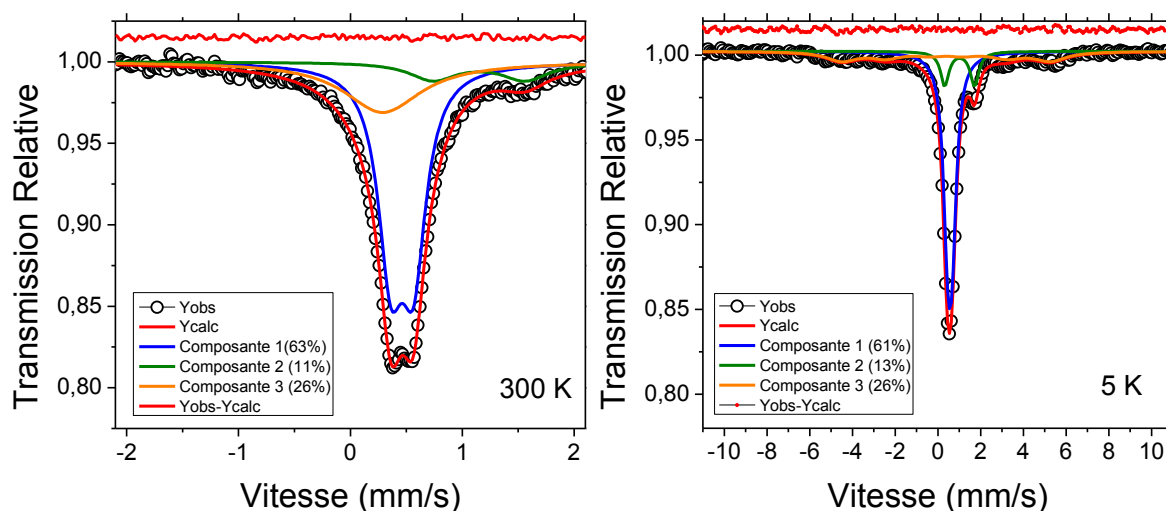 1,00
0,95
0,90
0,85
0,80
Transmission Relative
Yobs
Ycalc
Composante 1(63%)
Composante 2 (11%)
Composante 3 (26%)
Yobs-Ycalc
300 K
-2 -1 0 1 2
Vitesse (mm/s)
1,00
0,95
0,90
0,85
0,80
Transmission Relative
Yobs
Ycalc
Composante 1 (61%)
Composante 2 (13%)
Composante 3 (26%)
Yobs-Ycalc
5 K
-10 -8 -6 -4 -2 0 2 4 6 8 10
Vitesse (mm/s)